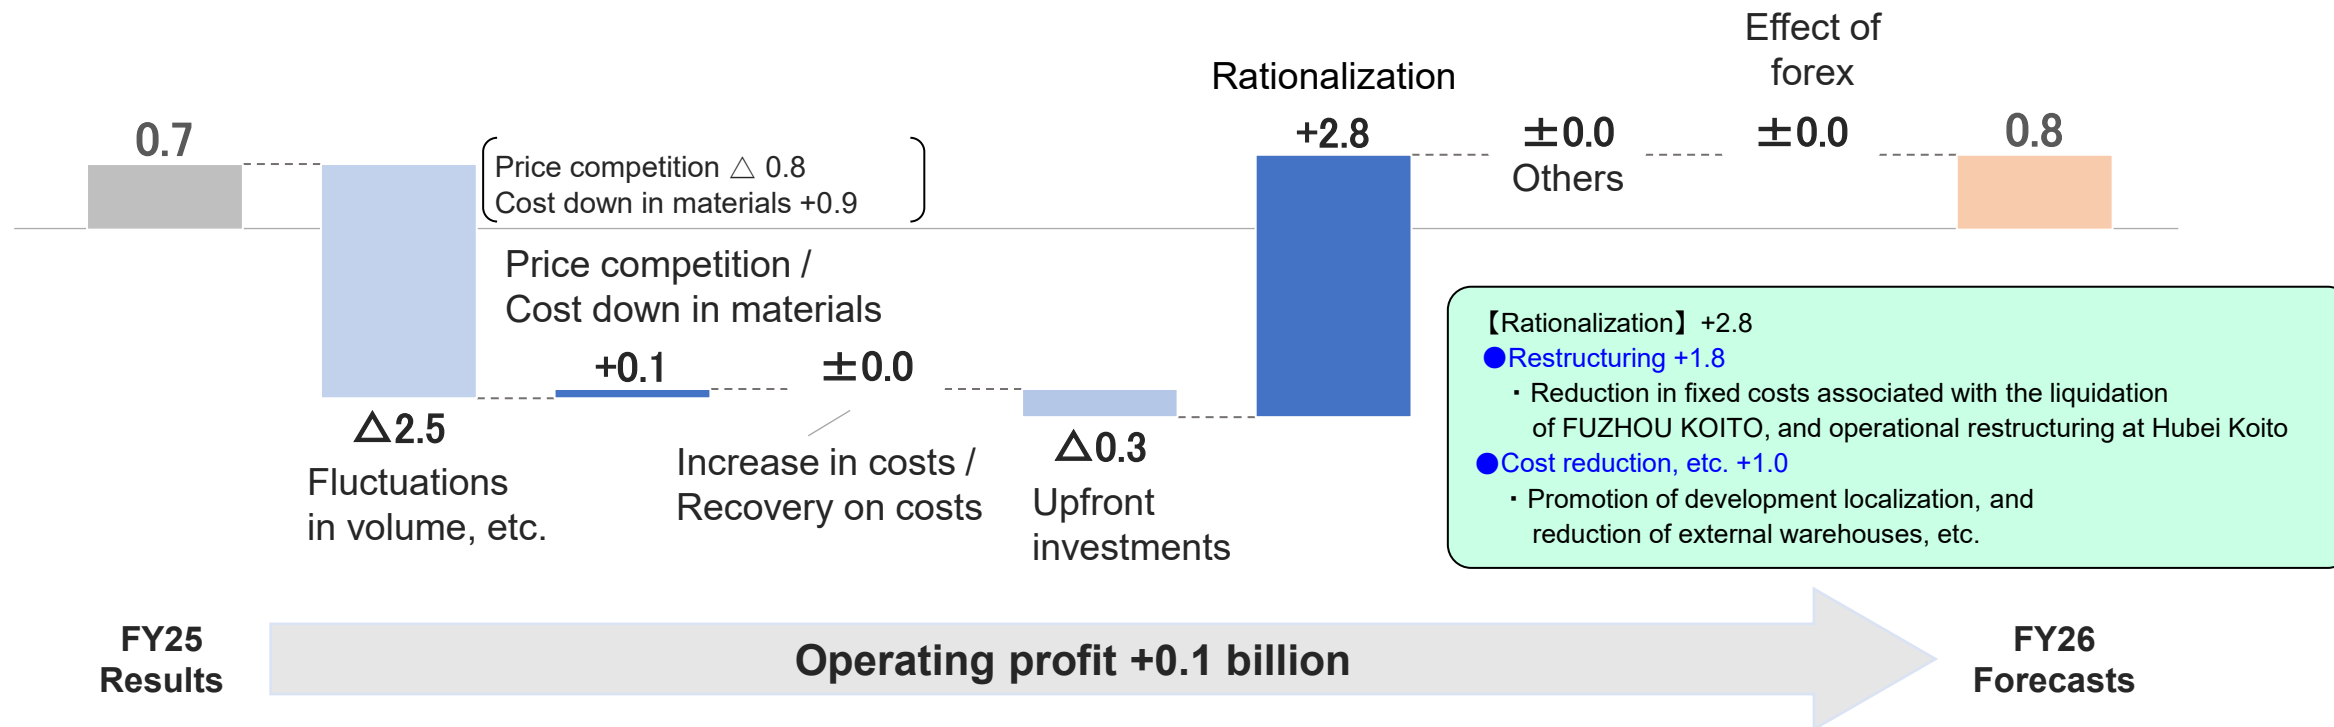 0.7
Price competition △ 0.8
Cost down in materials +0.9
Price competition /
Cost down in materials
△2.5
Fluctuations
in volume, etc.
+0.1
±0.0
Increase in costs /
Recovery on costs
△0.3
Upfront
investments
Rationalization
+2.8
±0.0
Others
Effect of
forex
±0.0
0.8
【Rationalization】+2.8
●Restructuring +1.8
・Reduction in fixed costs associated with the liquidation
of FUZHOU KOITO, and operational restructuring at Hubei Koito
●Cost reduction, etc. +1.0
・Promotion of development localization, and
reduction of external warehouses, etc.
FY25
Results
Operating profit +0.1 billion
FY26
Forecasts